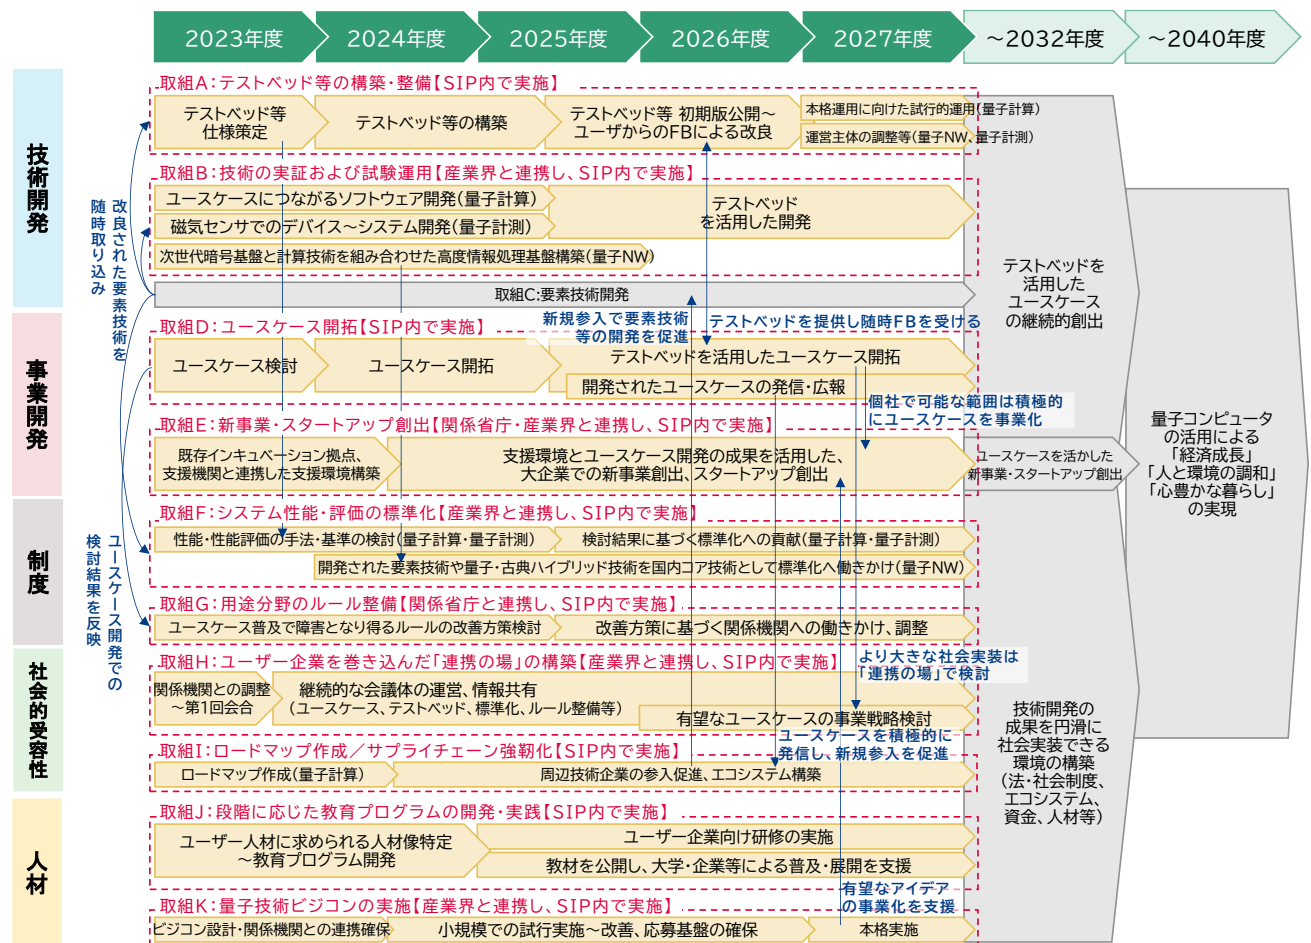 2023年度
2024年度
2025年度
2026年度
2027年度
～2032年度
～2040年度
技術開発
取組A：テストベッド等の構築・整備【SIP内で実施】
テストベッド等
仕様策定
テストベッド等の構築
テストベッド等 初期版公開～
ユーザからのFBによる改良
本格運用に向けた試行的運用(量子計算)
運営主体の調整等(量子NW、量子計測)
取組B：技術の実証および試験運用【産業界と連携し、SIP内で実施】
ユースケースにつながるソフトウェア開発(量子計算)
磁気センサでのデバイス～システム開発(量子計測)
次世代暗号基盤と計算技術を組み合わせた高度情報処理基盤構築(量子NW)
テストベッド
を活用した開発
取組C:要素技術開発
改良された要素技術を
随時取り込み
テストベッドを
活用した
ユースケース
の継続的創出
事業開発
取組D：ユースケース開拓【SIP内で実施】
新規参入で要素技術
等の開発を促進
テストベッドを提供し随時FBを受ける
ユースケース検討
ユースケース開拓
テストベッドを活用したユースケース開拓
開発されたユースケースの発信・広報
個社で可能な範囲は積極的
にユースケースを事業化
取組E：新事業・スタートアップ創出【関係省庁・産業界と連携し、SIP内で実施】
既存インキュベーション拠点、
支援機関と連携した支援環境構築
支援環境とユースケース開発の成果を活用した、
大企業での新事業創出、スタートアップ創出
ユースケースを活かした
新事業・スタートアップ創出
量子コンピュータ
の活用による
「経済成長」
「人と環境の調和」
「心豊かな暮らし」
の実現
制度
取組F：システム性能・評価の標準化【産業界と連携し、SIP内で実施】
性能・性能評価の手法・基準の検討(量子計算・量子計測)
検討結果に基づく標準化への貢献(量子計算・量子計測)
開発された要素技術や量子・古典ハイブリッド技術を国内コア技術として標準化へ働きかけ(量子NW)
ユースケース開発での
検討結果を反映
取組G：用途分野のルール整備【関係省庁と連携し、SIP内で実施】
ユースケース普及で障害となり得るルールの改善方策検討
改善方策に基づく関係機関への働きかけ、調整
社会的受容性
取組H：ユーザー企業を巻き込んだ「連携の場」の構築【産業界と連携し、SIP内で実施】
より大きな社会実装は
「連携の場」で検討
関係機関との調整
～第1回会合
継続的な会議体の運営、情報共有
(ユースケース、テストベッド、標準化、ルール整備等)
有望なユースケースの事業戦略検討
ユースケースを積極的に
発信し、新規参入を促進
取組I：ロードマップ作成／サプライチェーン強靭化【SIP内で実施】
ロードマップ作成(量子計算)
周辺技術企業の参入促進、エコシステム構築
技術開発の
成果を円滑に
社会実装できる
環境の構築
(法・社会制度、
エコシステム、
資金、人材等)
人材
取組J：段階に応じた教育プログラムの開発・実践【SIP内で実施】
ユーザー人材に求められる人材像特定
～教育プログラム開発
ユーザー企業向け研修の実施
教材を公開し、大学・企業等による普及・展開を支援
有望なアイデア
の事業化を支援
取組K：量子技術ビジコンの実施【産業界と連携し、SIP内で実施】
ビジコン設計・関係機関との連携確保
小規模での試行実施～改善、応募基盤の確保
本格実施